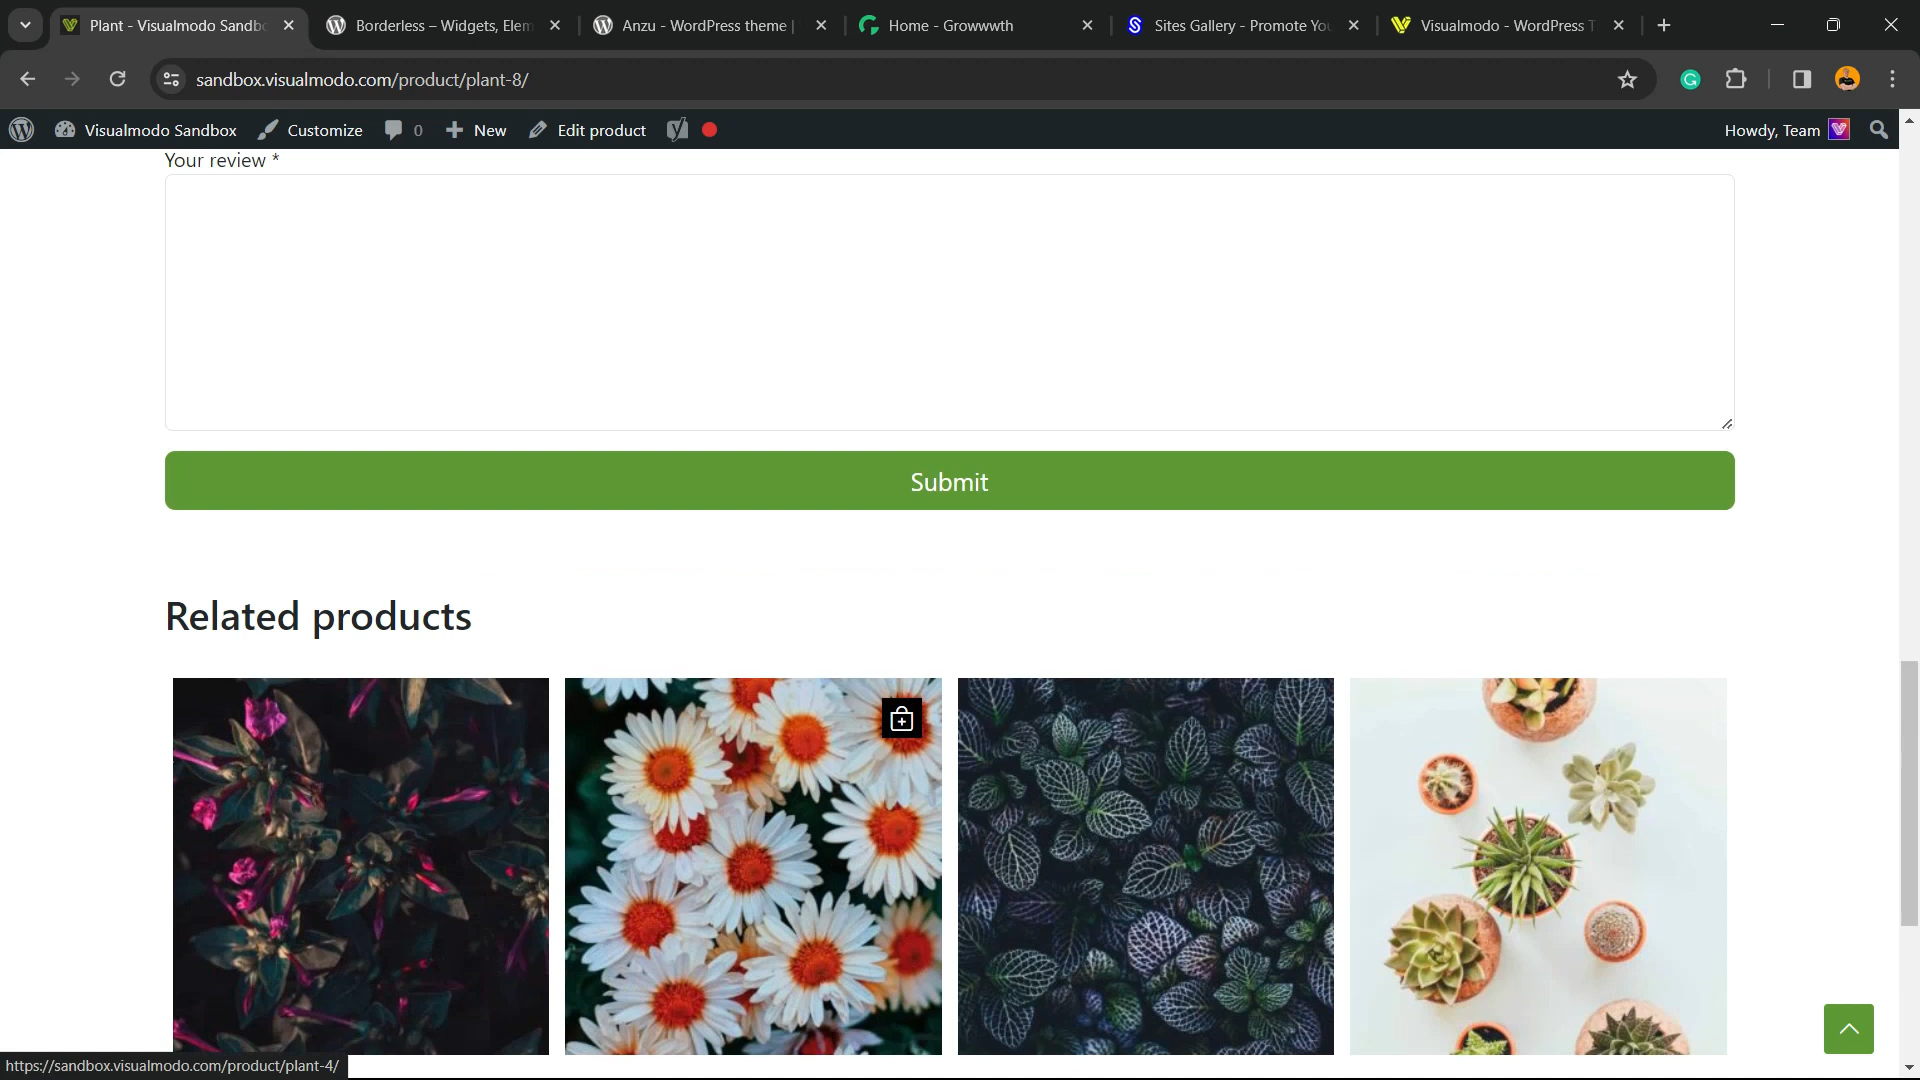 Plant - Visualmodo Sandb
Borderless – Widgets, Elem
Anzu - WordPress theme |
Home - Growwwth
Sites Gallery - Promote Yo
Visualmodo - WordPress T
sandbox.visualmodo.com/product/plant-8/
Visualmodo Sandbox
Customize
0
New
Edit product
Howdy, Team
Your review *
Submit
Related products
https://sandbox.visualmodo.com/product/plant-4/